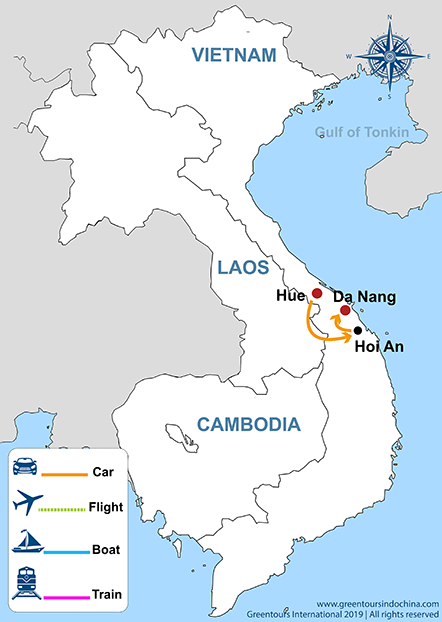 VIETNAM
N
W
E
S
Gulf of Tonkin
LAOS
Hue
Da Nang
Hoi An
CAMBODIA
Car
Flight
Boat
Train
www.greentoursindochina.com
Greentours International 2019 | All rights reserved